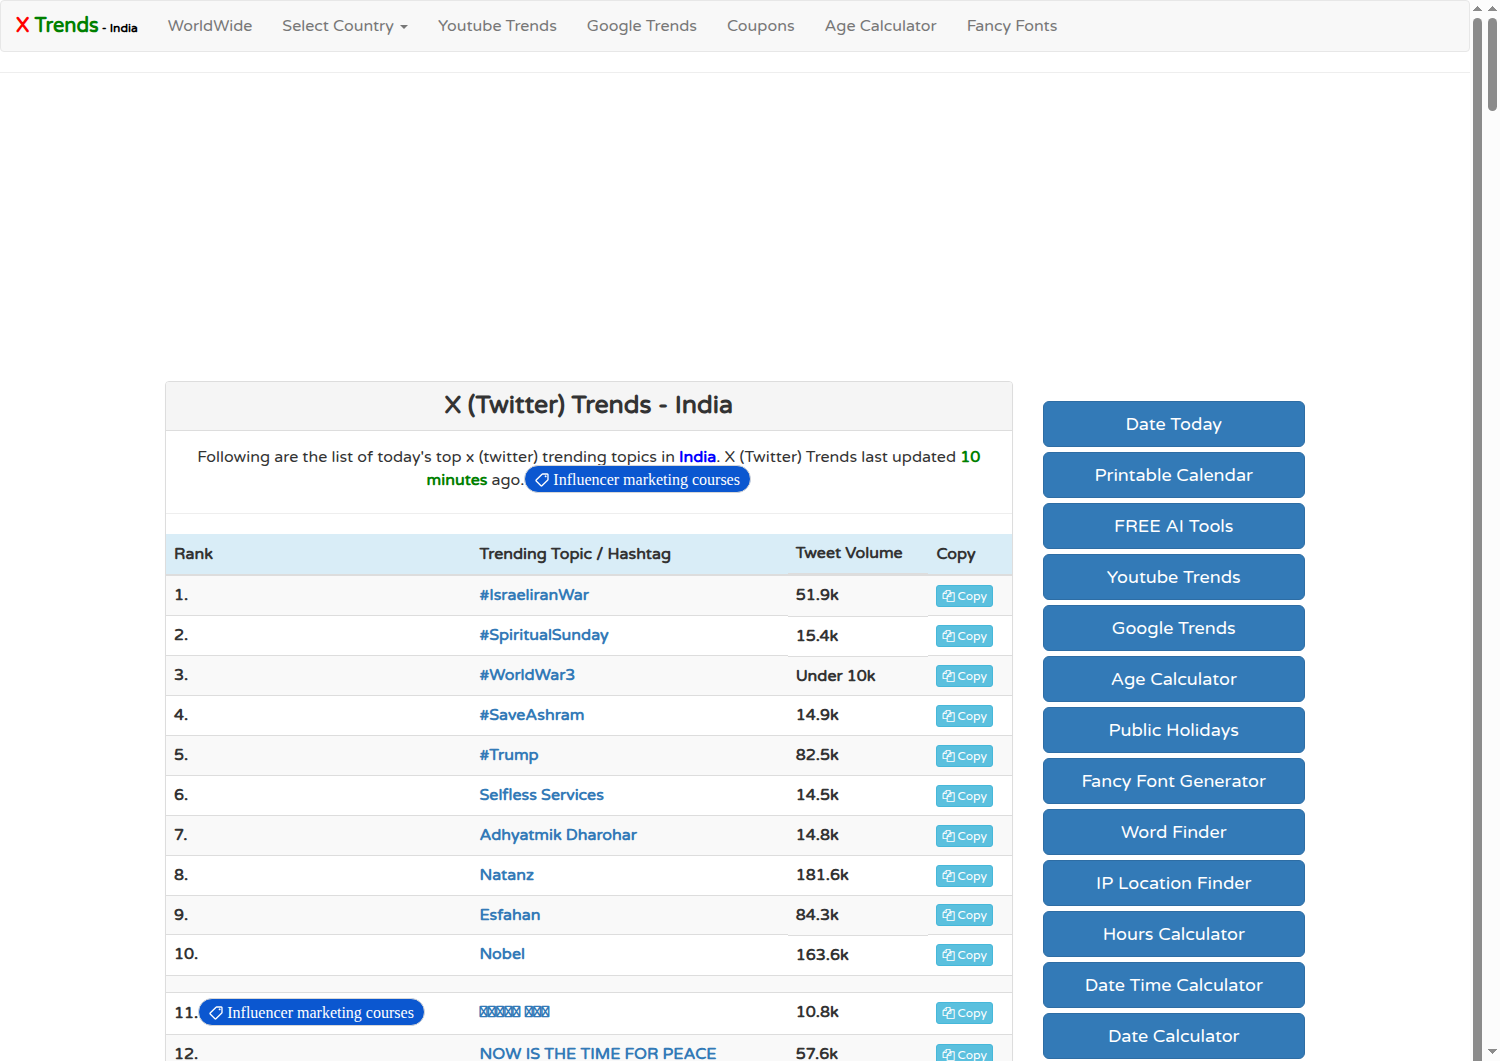 X Trends - India WorldWide Select Country Youtube Trends Google Trends Coupons Age Calculator Fancy Fonts
X (Twitter) Trends - India
Following are the list of today's top x (twitter) trending topics in India. X (Twitter) Trends last updated 10
minutes ago. Influencer marketing courses
Rank Trending Topic / Hashtag Tweet Volume Copy
1. #IsraeliranWar 51.9k Copy
2. #SpiritualSunday 15.4k Copy
3. #WorldWar3 Under 10k Copy
4. #SaveAshram 14.9k Copy
5. #Trump 82.5k Copy
6. Selfless Services 14.5k Copy
7. Adhyatmik Dharohar 14.8k Copy
8. Natanz 181.6k Copy
9. Esfahan 84.3k Copy
10. Nobel 163.6k Copy
11. Influencer marketing courses 10.8k Copy
12. NOW IS THE TIME FOR PEACE 57.6k Copy
Date Today
Printable Calendar
FREE AI Tools
Youtube Trends
Google Trends
Age Calculator
Public Holidays
Fancy Font Generator
Word Finder
IP Location Finder
Hours Calculator
Date Time Calculator
Date Calculator